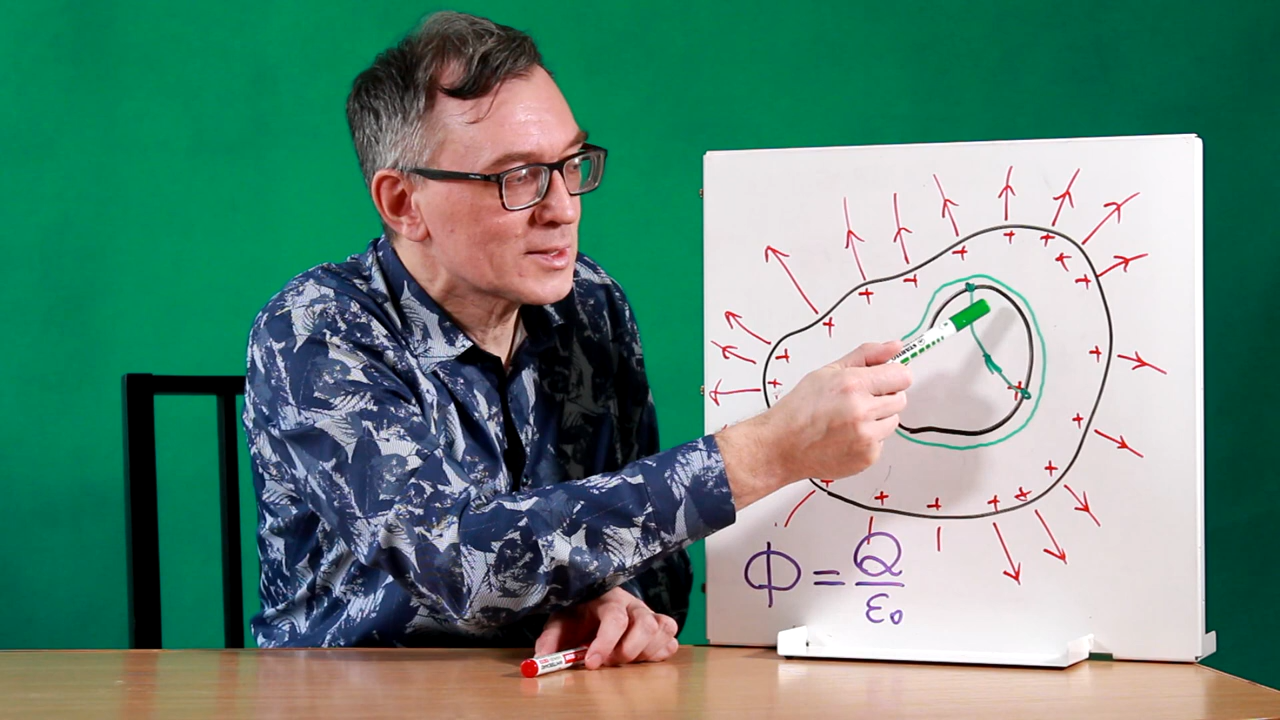 Φ = Q/ε₀